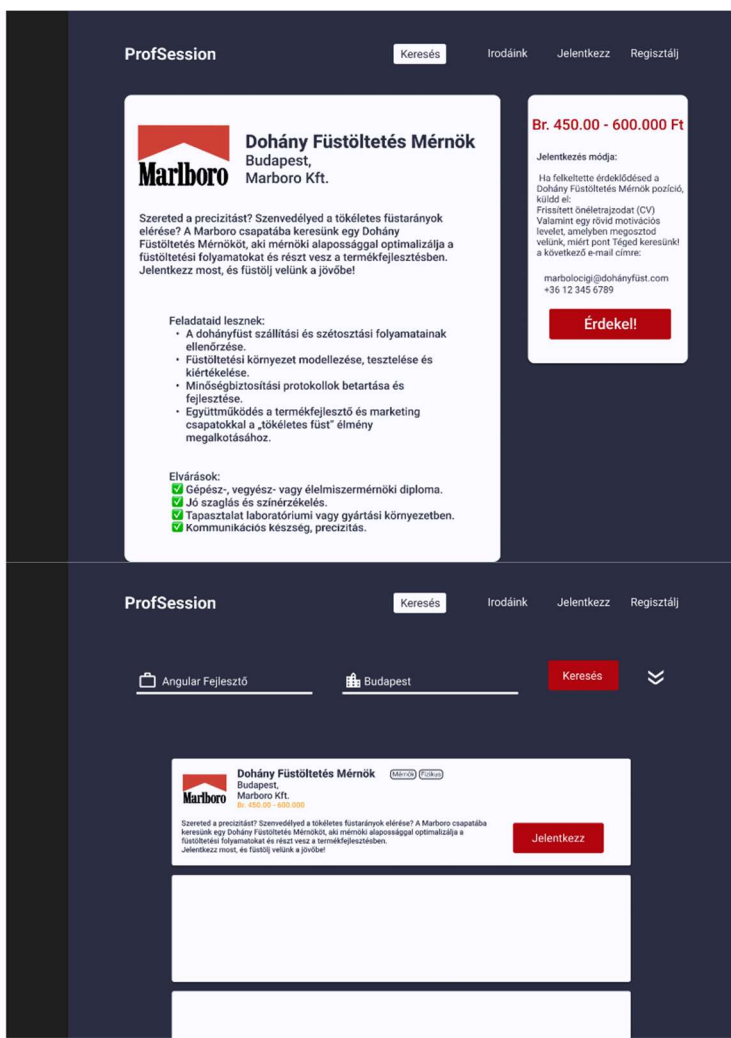 ProfSession
Keresés
Irodáink
Jelentkezz
Regisztálj
Marlboro
Dohány Füstöltetés Mérnök
Budapest,
Marboro Kft.
Szereted a precizitást? Szenvedélyed a tökéletes füstarányok
elérése? A Marboro csapatába keresünk egy Dohány
Füstöltetés Mérnököt, aki mérnöki alapossággal optimalizálja a
füstöltetési folyamatokat és részt vesz a termékfejlesztésben.
Jelentkezz most, és füstölj velünk a jövőbe!
Feladataid lesznek:
• A dohányfüst szállítási és szétosztási folyamatainak
ellenőrzése.
• Füstöltetési környezet modellezése, tesztelése és
kiértékelése.
• Minőségbiztosítási protokollok betartása és
fejlesztése.
• Együttműködés a termékfejlesztő és marketing
csapatokkal a „tökéletes füst" élmény
megalkotásához.
Elvárások:
✅ Gépész-, vegyész- vagy élelmiszermérnöki diploma.
✅ Jó szaglás és színérzékelés.
✅ Tapasztalat laboratóriumi vagy gyártási környezetben.
✅ Kommunikációs készség, precizitás.
Br. 450.00 - 600.000 Ft
Jelentkezés módja:
Ha felkeltette érdeklődésed a
Dohány Füstöltetés Mérnök pozíció,
küldd el:
Frissített önéletrajzodat (CV)
Valamint egy rövid motivációs
levelet, amelyben megosztod
velünk, miért pont Téged keresünk!
a következő e-mail címre:
marbolocigi@dohányfüst.com
+36 12 345 6789
Érdekel!
ProfSession
Keresés
Irodáink
Jelentkezz
Regisztálj
Angular Fejlesztő
Budapest
Keresés
Marlboro
Dohány Füstöltetés Mérnök
Mérnök
Fizikus
Budapest,
Marboro Kft.
Br. 450.00 - 600.000
Szereted a precizitást? Szenvedélyed a tökéletes füstarányok elérése? A Marboro csapatába
keresünk egy Dohány Füstöltetés Mérnököt, aki mérnöki alapossággal optimalizálja a
füstöltetési folyamatokat és részt vesz a termékfejlesztésben.
Jelentkezz most, és füstölj velünk a jövőbe!
Jelentkezz